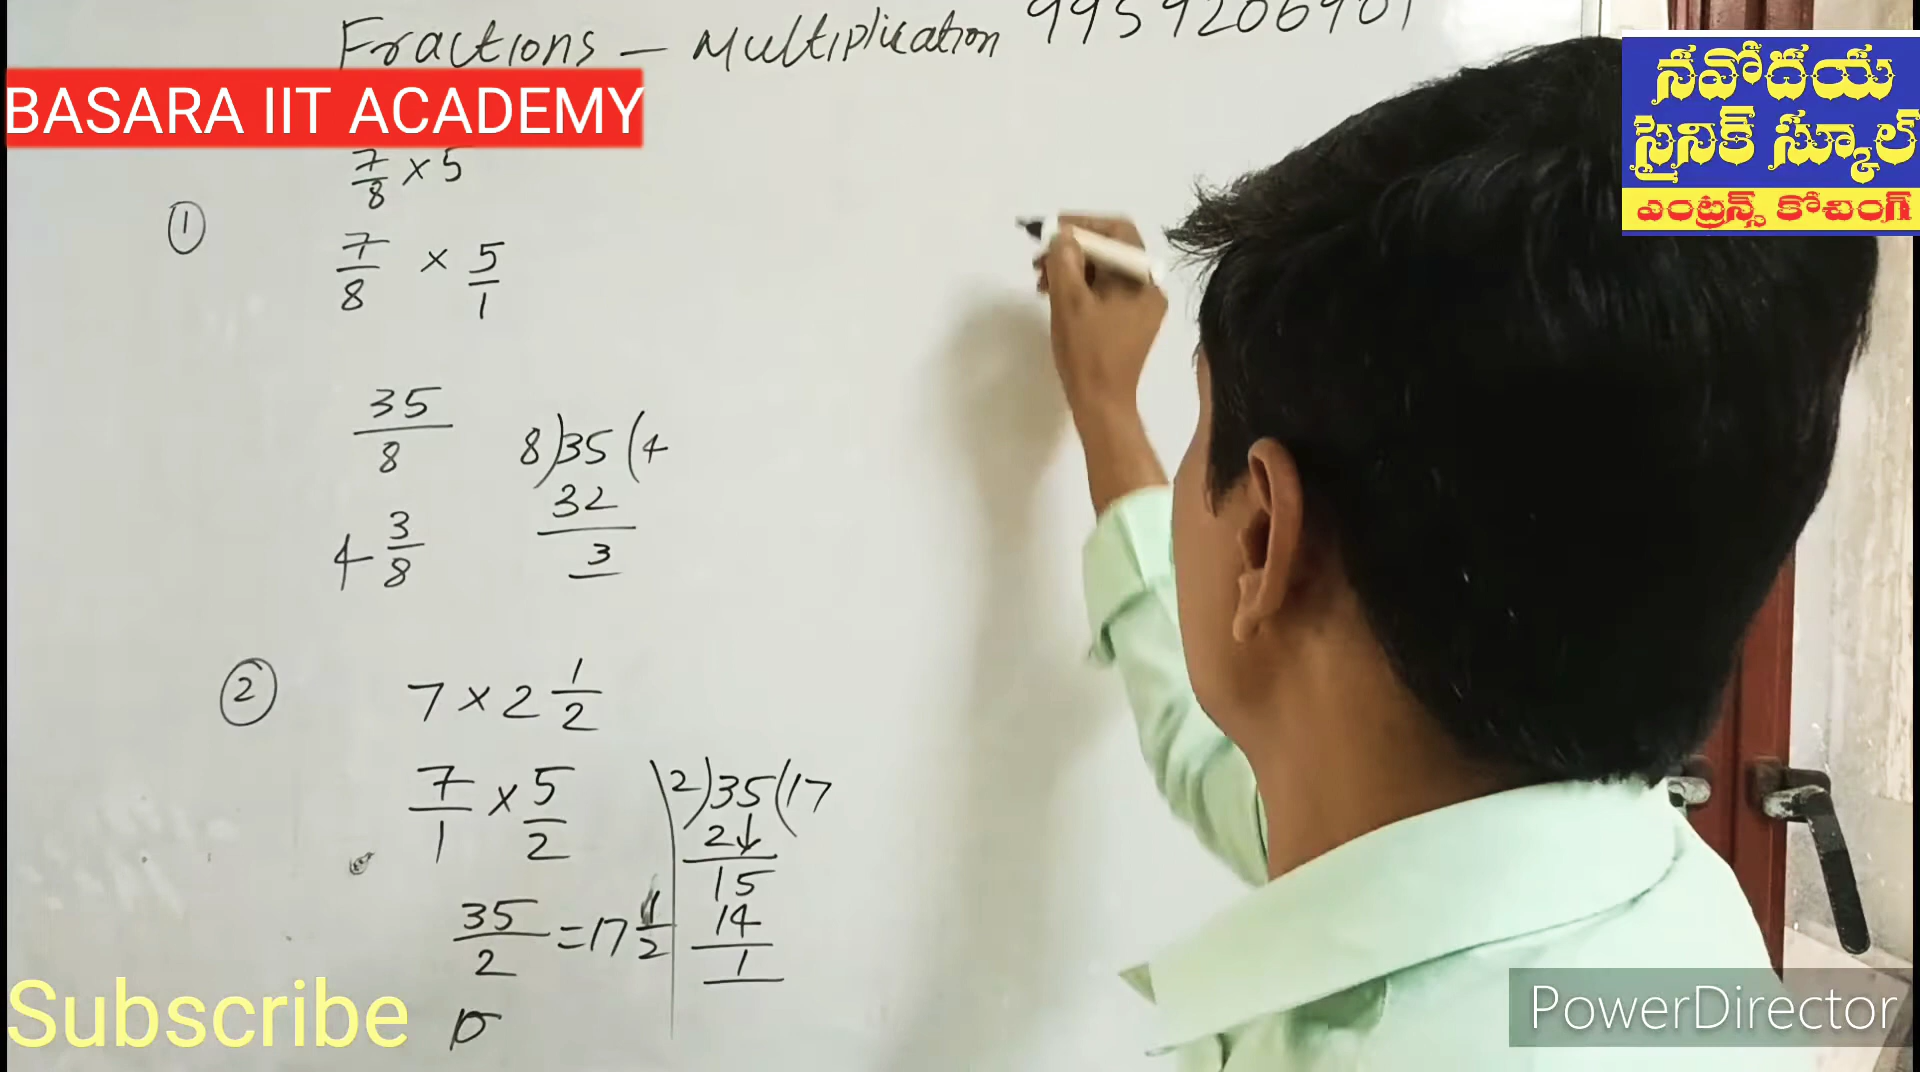 Fractions - Multiplication
BASARA IIT ACADEMY
నవోదయ
సైనిక్ స్కూల్
ఎంట్రన్స్ కోచింగ్
① 7/8 × 5
7/8 × 5/1
35/8
8)35(4
32
3
4 3/8
② 7 × 2 1/2
7/1 × 5/2
2)35(17
2↓
15
14
1
35/2 = 17 1/2
Subscribe
PowerDirector